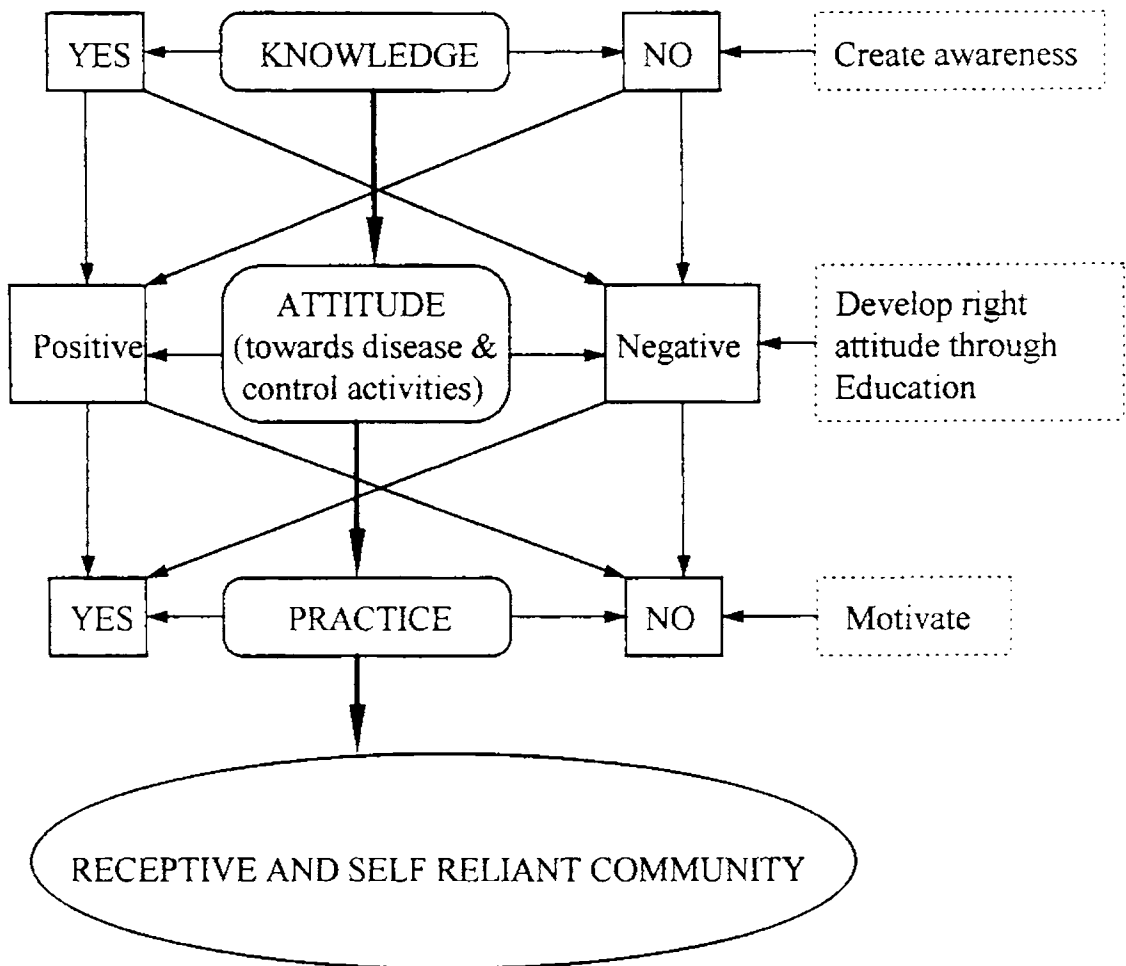 YES
KNOWLEDGE
NO
Create awareness
Positive
ATTITUDE
(towards disease &
control activities)
Negative
Develop right
attitude through
Education
YES
PRACTICE
NO
Motivate
RECEPTIVE AND SELF RELIANT COMMUNITY